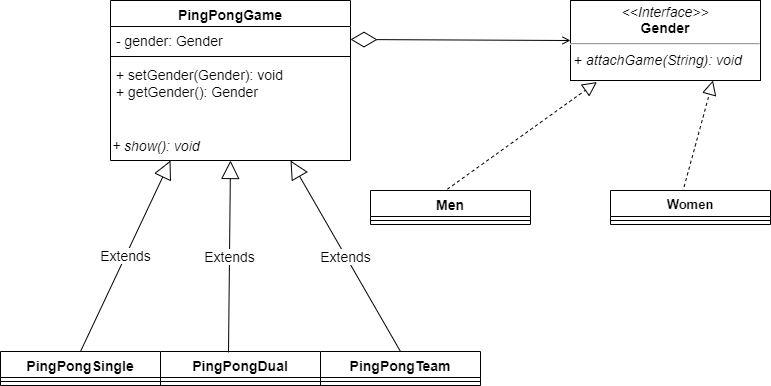 PingPongGame
- gender: Gender
+ setGender(Gender): void
+ getGender(): Gender
+ show(): void
<<Interface>>
Gender
+ attachGame(String): void
Men
Women
Extends
Extends
Extends
PingPongSingle
PingPongDual
PingPongTeam